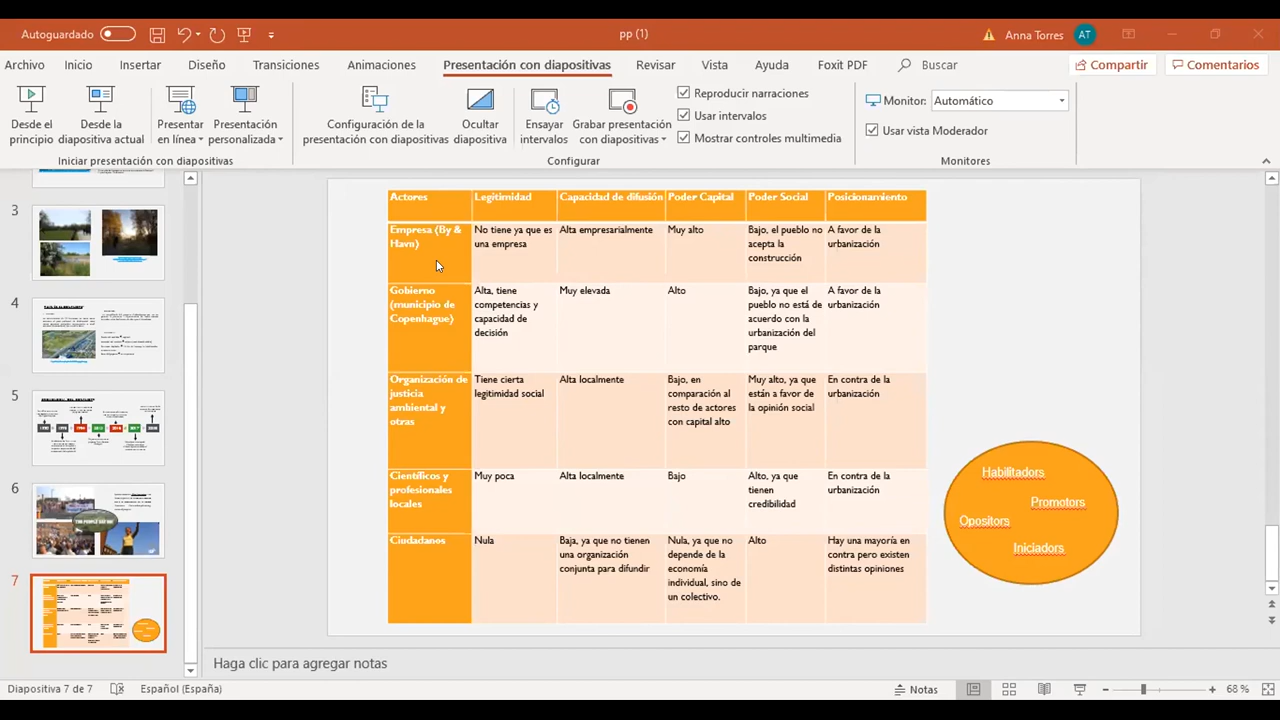 Autoguardado
pp (1)
Anna Torres
AT
Archivo
Inicio
Insertar
Diseño
Transiciones
Animaciones
Presentación con diapositivas
Revisar
Vista
Ayuda
Foxit PDF
Buscar
Compartir
Comentarios
Desde el
principio
Desde la
diapositiva actual
Presentar
en línea
Presentación
personalizada
Iniciar presentación con diapositivas
Configuración de la
presentación con diapositivas
Ocultar
diapositiva
Ensayar
intervalos
Grabar presentación
con diapositivas
Reproducir narraciones
Usar intervalos
Mostrar controles multimedia
Configurar
Monitor:
Automático
Usar vista Moderador
Monitores
3
4
5
6
7
Actores
Legitimidad
Capacidad de difusión
Poder Capital
Poder Social
Posicionamiento
Empresa (By &
Havn)
No tiene ya que es
una empresa
Alta empresarialmente
Muy alto
Bajo, el pueblo no
acepta la
construcción
A favor de la
urbanización
Gobierno
(municipio de
Copenhague)
Alta, tiene
competencias y
capacidad de
decisión
Muy elevada
Alto
Bajo, ya que el
pueblo no está de
acuerdo con la
urbanización del
parque
A favor de la
urbanización
Organización de
justicia
ambiental y
otras
Tiene cierta
legitimidad social
Alta localmente
Bajo, en
comparación al
resto de actores
con capital alto
Muy alto, ya que
están a favor de
la opinión social
En contra de la
urbanización
Científicos y
profesionales
locales
Muy poca
Alta localmente
Bajo
Alto, ya que
tienen
credibilidad
En contra de la
urbanización
Ciudadanos
Nula
Baja, ya que no tienen
una organización
conjunta para difundir
Nula, ya que no
depende de la
economía
individual, sino de
un colectivo.
Alto
Hay una mayoría en
contra pero existen
distintas opiniones
Habilitadors
Promotors
Opositors
Iniciadors
Haga clic para agregar notas
Diapositiva 7 de 7
Español (España)
Notas
68 %